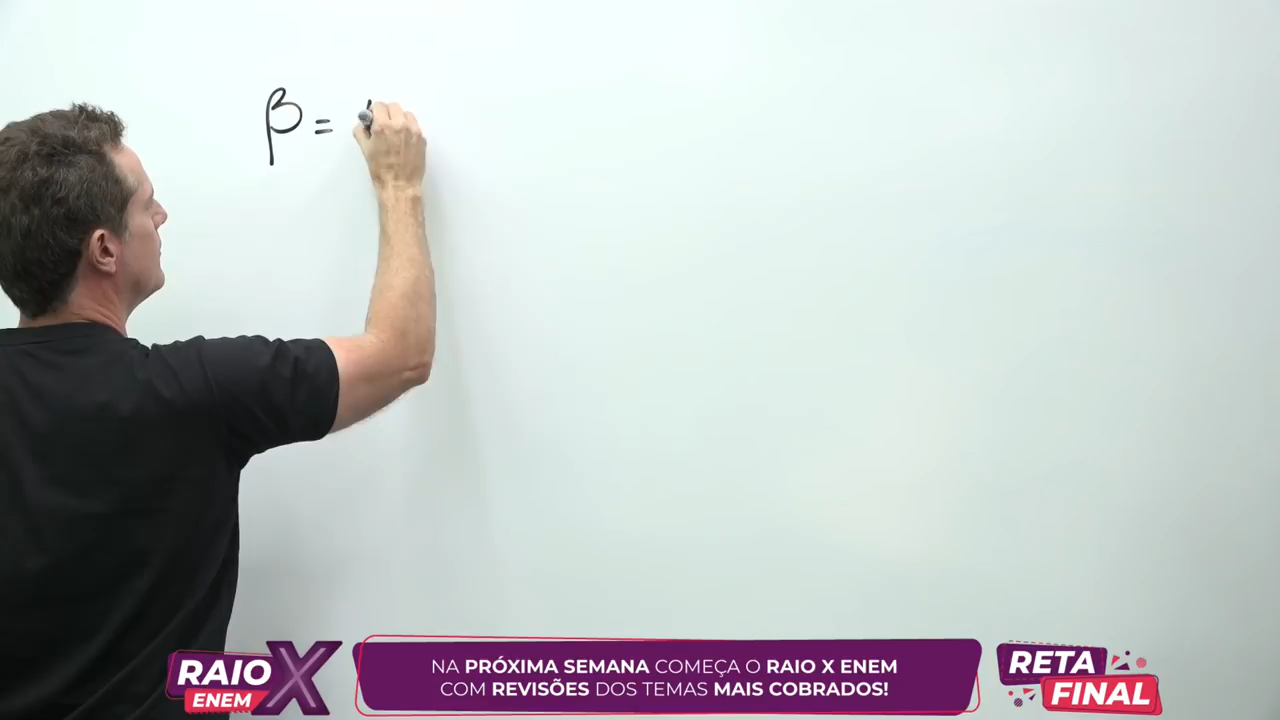 β =
RAIO X
ENEM
NA PRÓXIMA SEMANA COMEÇA O RAIO X ENEM
COM REVISÕES DOS TEMAS MAIS COBRADOS!
RETA
FINAL